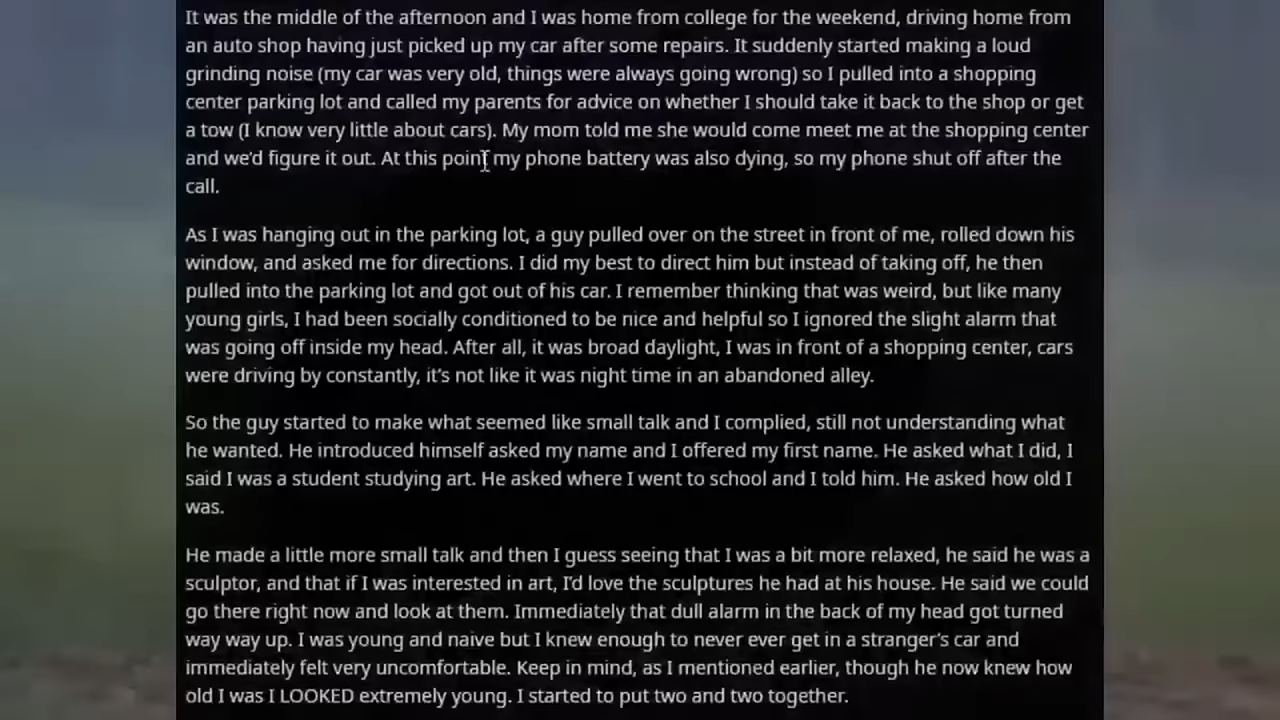 It was the middle of the afternoon and I was home from college for the weekend, driving home from
an auto shop having just picked up my car after some repairs. It suddenly started making a loud
grinding noise (my car was very old, things were always going wrong) so I pulled into a shopping
center parking lot and called my parents for advice on whether I should take it back to the shop or get
a tow (I know very little about cars). My mom told me she would come meet me at the shopping center
and we'd figure it out. At this point my phone battery was also dying, so my phone shut off after the
call.
As I was hanging out in the parking lot, a guy pulled over on the street in front of me, rolled down his
window, and asked me for directions. I did my best to direct him but instead of taking off, he then
pulled into the parking lot and got out of his car. I remember thinking that was weird, but like many
young girls, I had been socially conditioned to be nice and helpful so I ignored the slight alarm that
was going off inside my head. After all, it was broad daylight, I was in front of a shopping center, cars
were driving by constantly, it's not like it was night time in an abandoned alley.
So the guy started to make what seemed like small talk and I complied, still not understanding what
he wanted. He introduced himself asked my name and I offered my first name. He asked what I did, I
said I was a student studying art. He asked where I went to school and I told him. He asked how old I
was.
He made a little more small talk and then I guess seeing that I was a bit more relaxed, he said he was a
sculptor, and that if I was interested in art, I'd love the sculptures he had at his house. He said we could
go there right now and look at them. Immediately that dull alarm in the back of my head got turned
way way up. I was young and naive but I knew enough to never ever get in a stranger's car and
immediately felt very uncomfortable. Keep in mind, as I mentioned earlier, though he now knew how
old I was I LOOKED extremely young. I started to put two and two together.